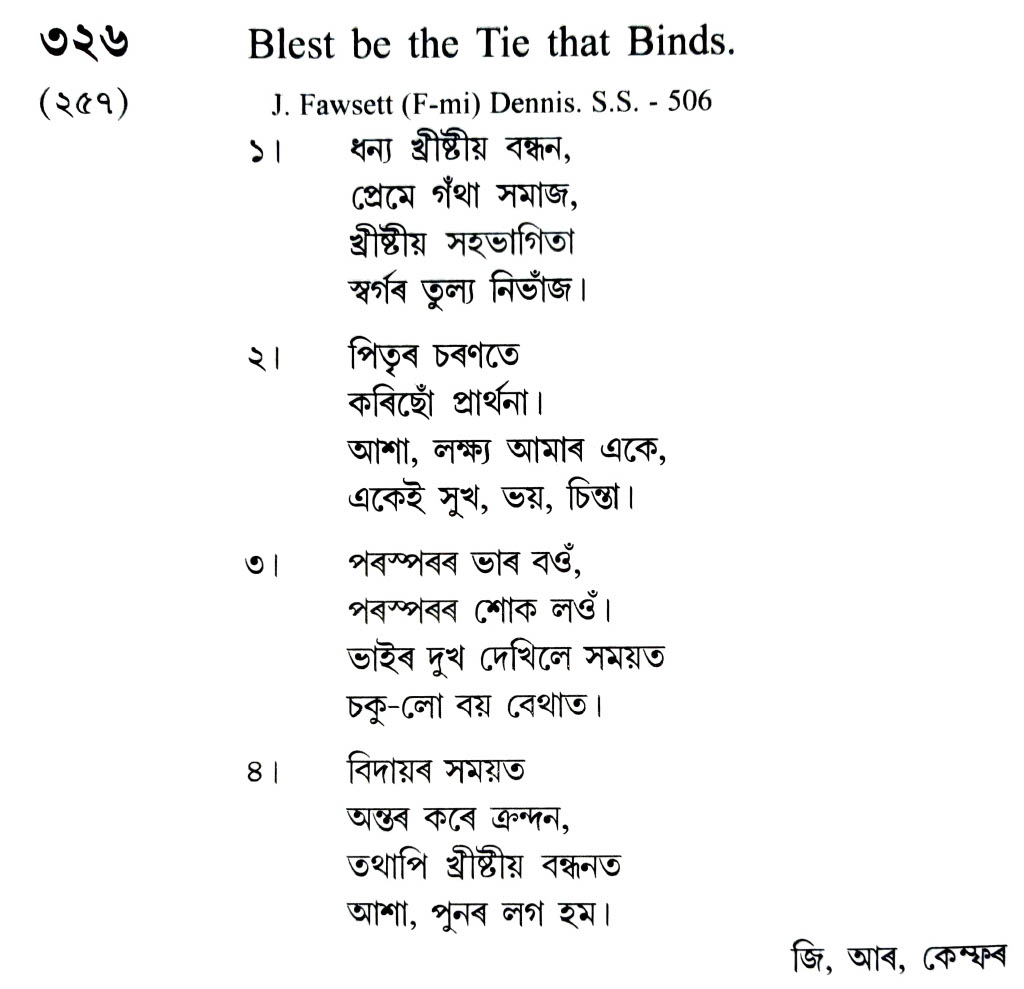 ৩২৬ Blest be the Tie that Binds.
(২৫৭) J. Fawsett (F-mi) Dennis. S.S. - 506
১। ধন্য খ্ৰীষ্টীয় বন্ধন,
প্ৰেমে গঁথা সমাজ,
খ্ৰীষ্টীয় সহভাগিতা
স্বৰ্গৰ তুল্য নিভাঁজ।
২। পিতৃৰ চৰণতে
কৰিছোঁ প্ৰাৰ্থনা।
আশা, লক্ষ্য আমাৰ একে,
একেই সুখ, ভয়, চিন্তা।
৩। পৰস্পৰৰ ভাৰ বওঁ,
পৰস্পৰৰ শোক লওঁ।
ভাইৰ দুখ দেখিলে সময়ত
চকু-লো বয় বেথাত।
৪। বিদায়ৰ সময়ত
অন্তৰ কৰে ক্ৰন্দন,
তথাপি খ্ৰীষ্টীয় বন্ধনত
আশা, পুনৰ লগ হম।
জি, আৰ, কেম্ফৰ